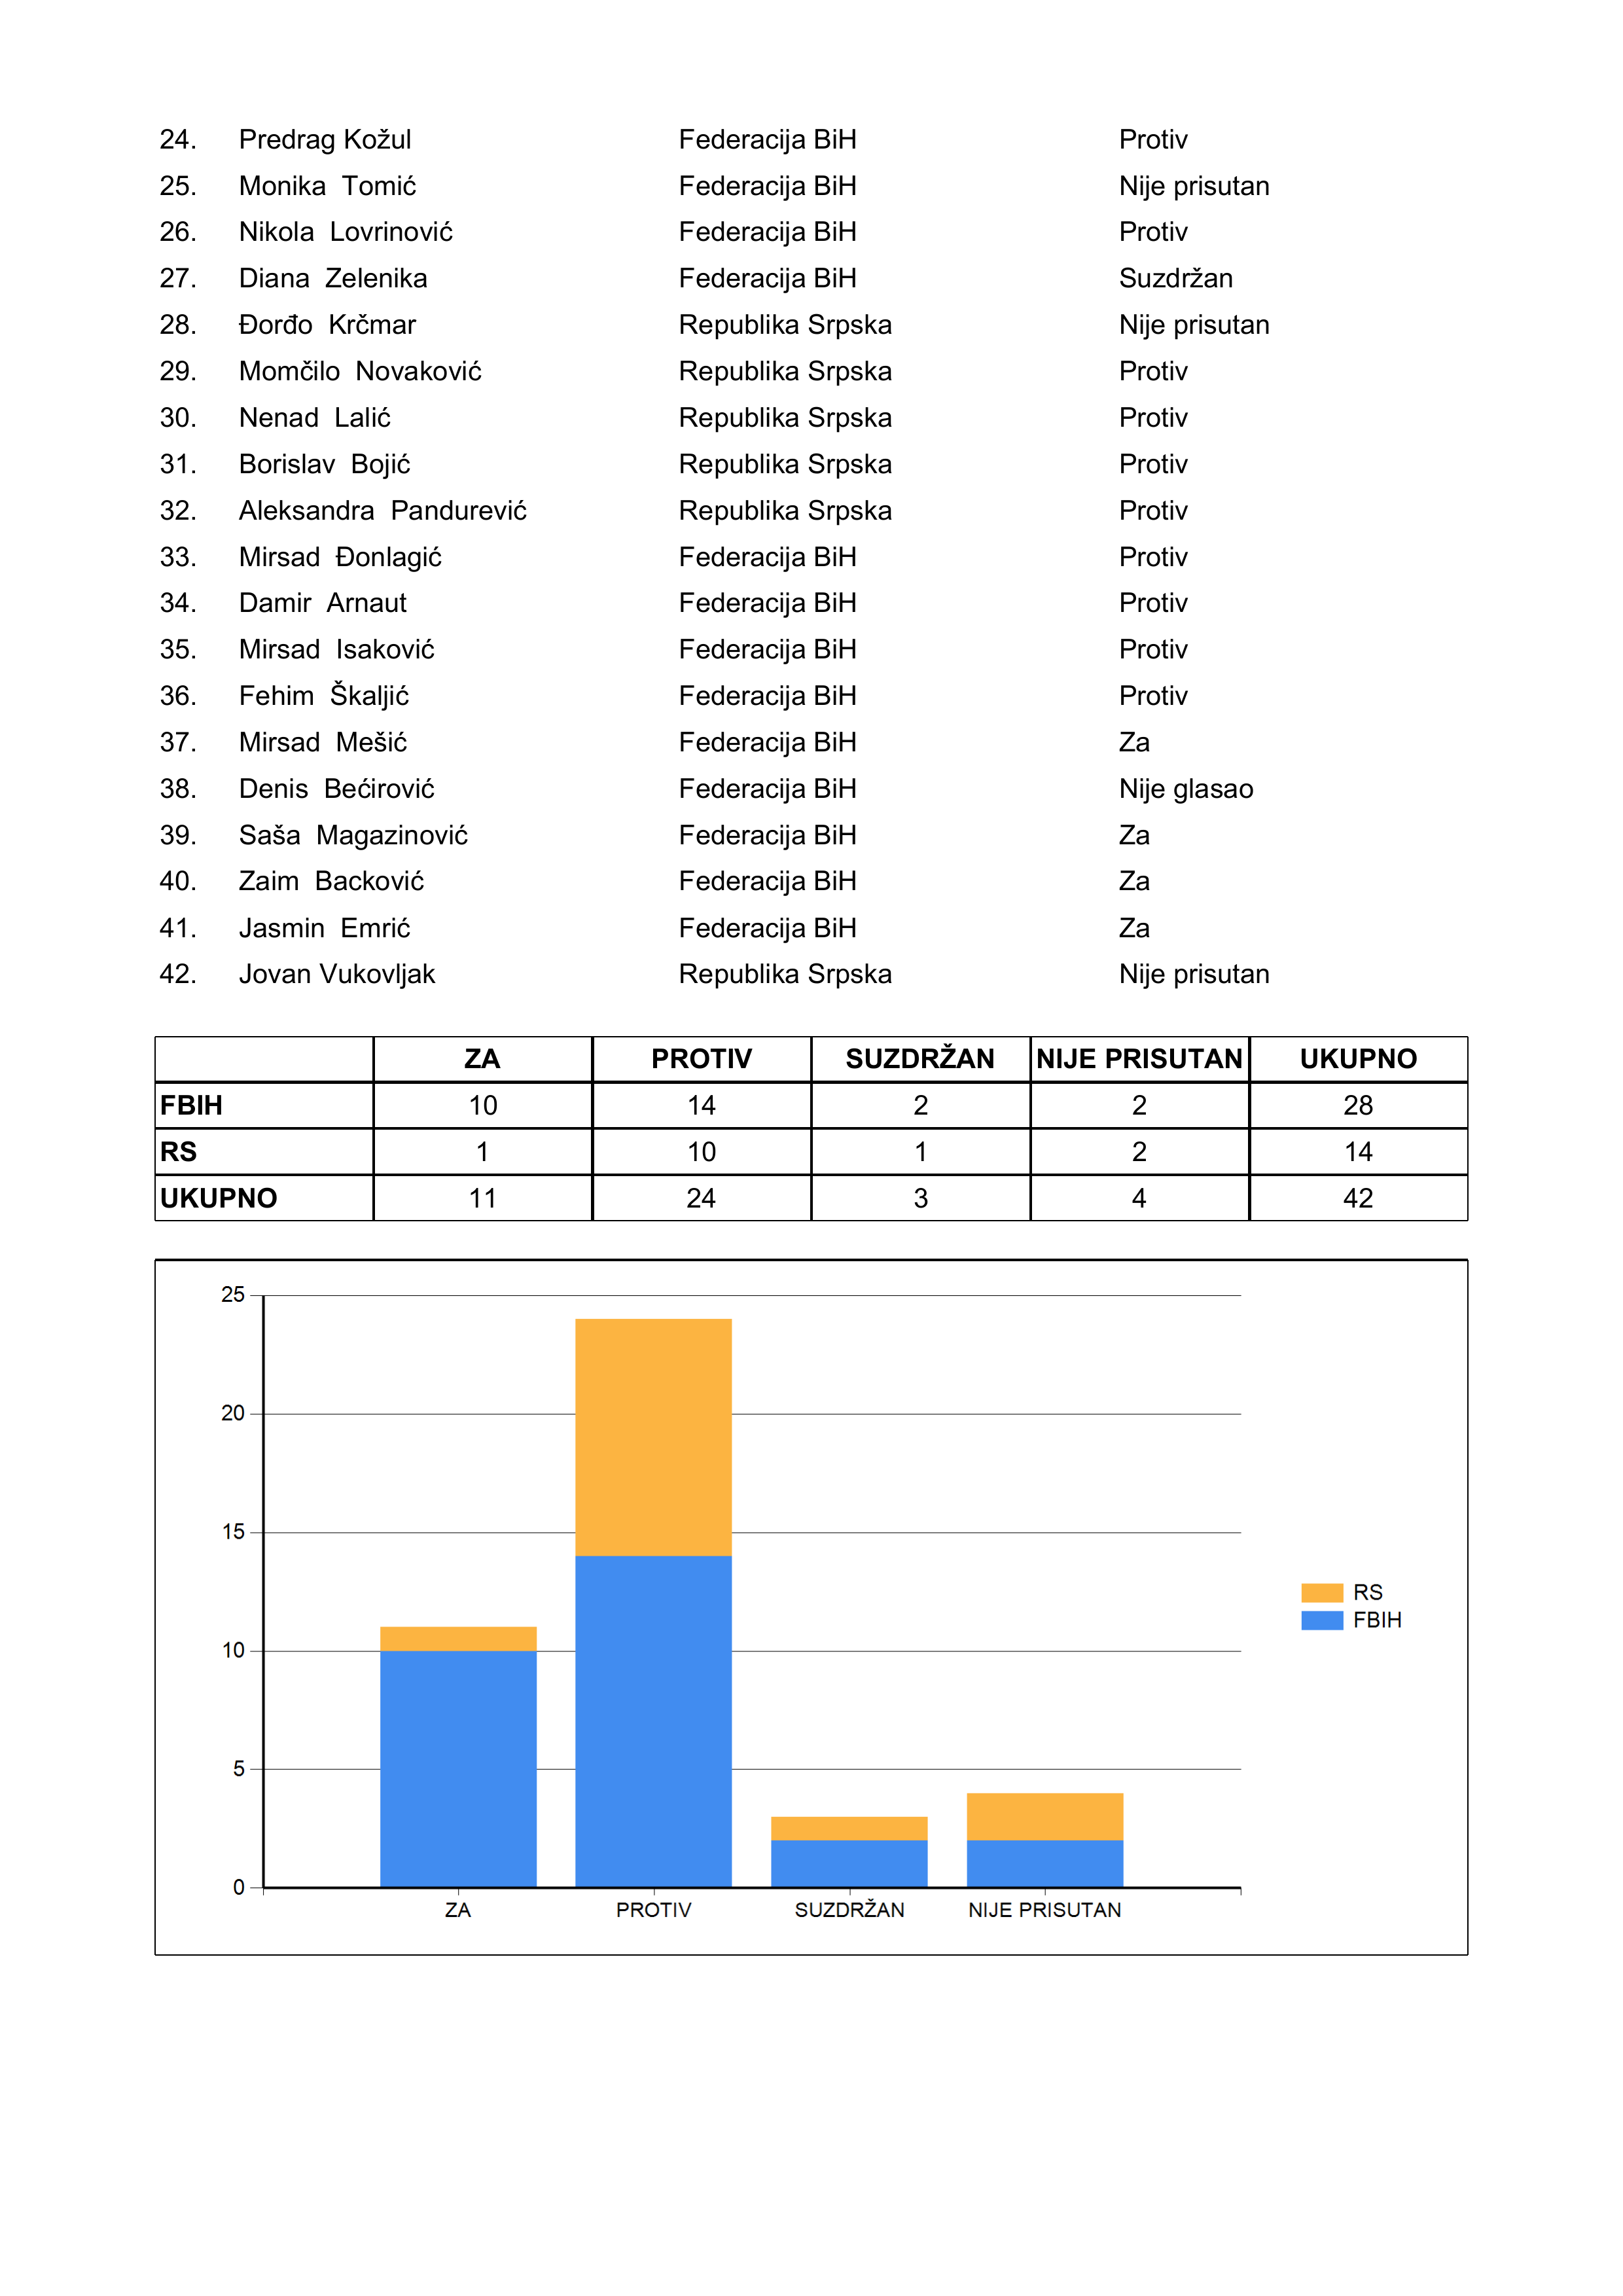 24. Predrag Kožul Federacija BiH Protiv
25. Monika Tomić Federacija BiH Nije prisutan
26. Nikola Lovrinović Federacija BiH Protiv
27. Diana Zelenika Federacija BiH Suzdržan
28. Đorđo Krčmar Republika Srpska Nije prisutan
29. Momčilo Novaković Republika Srpska Protiv
30. Nenad Lalić Republika Srpska Protiv
31. Borislav Bojić Republika Srpska Protiv
32. Aleksandra Pandurević Republika Srpska Protiv
33. Mirsad Đonlagić Federacija BiH Protiv
34. Damir Arnaut Federacija BiH Protiv
35. Mirsad Isaković Federacija BiH Protiv
36. Fehim Škaljić Federacija BiH Protiv
37. Mirsad Mešić Federacija BiH Za
38. Denis Bećirović Federacija BiH Nije glasao
39. Saša Magazinović Federacija BiH Za
40. Zaim Backović Federacija BiH Za
41. Jasmin Emrić Federacija BiH Za
42. Jovan Vukovljak Republika Srpska Nije prisutan
ZA PROTIV SUZDRŽAN NIJE PRISUTAN UKUPNO
FBIH 10 14 2 2 28
RS 1 10 1 2 14
UKUPNO 11 24 3 4 42
25
20
15
10
5
0
ZA PROTIV SUZDRŽAN NIJE PRISUTAN
RS
FBIH